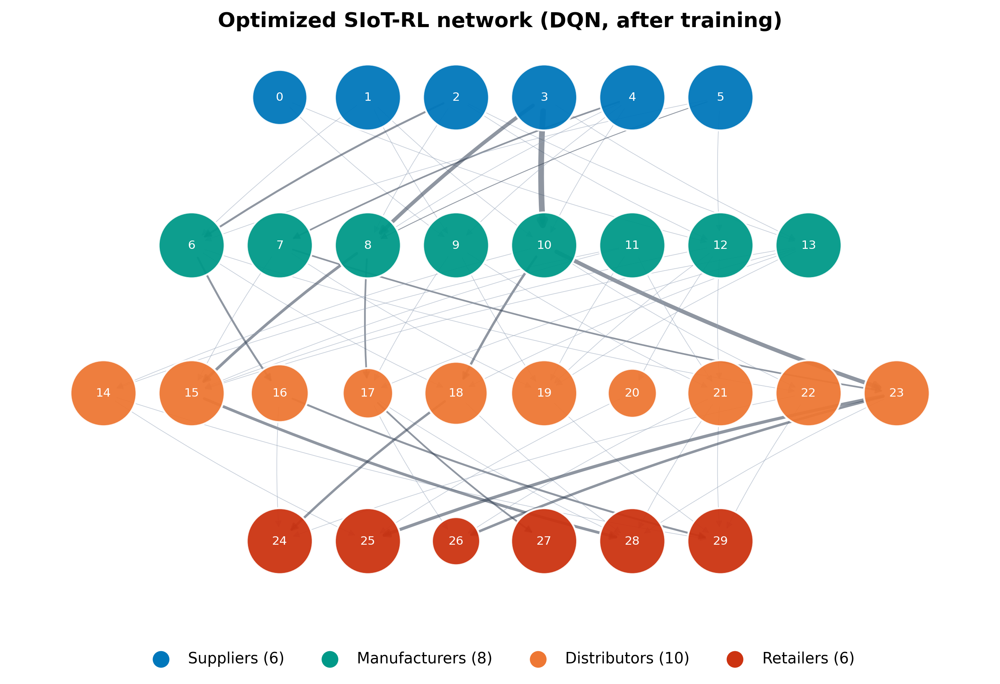 Optimized SIoT-RL network (DQN, after training)
0 1 2 3 4 5
6 7 8 9 10 11 12 13
14 15 16 17 18 19 20 21 22 23
24 25 26 27 28 29
Suppliers (6) Manufacturers (8) Distributors (10) Retailers (6)